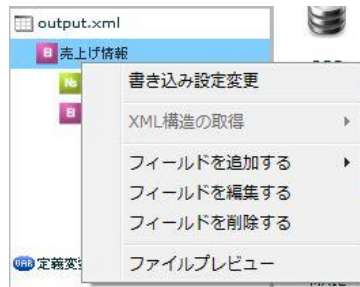 output.xml
E 売上げ情報
書き込み設定変更
Ns
E
XML構造の取得
フィールドを追加する
フィールドを編集する
フィールドを削除する
VAR 定義変
ファイルプレビュー